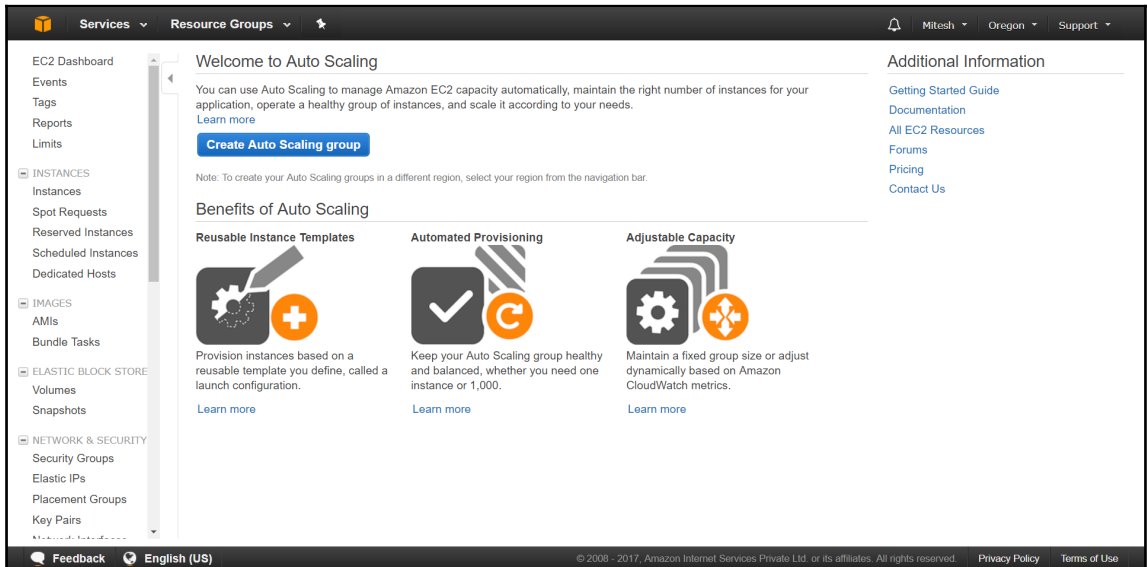 Services Resource Groups Mitesh Oregon Support
EC2 Dashboard
Events
Tags
Reports
Limits
INSTANCES
Instances
Spot Requests
Reserved Instances
Scheduled Instances
Dedicated Hosts
IMAGES
AMIs
Bundle Tasks
ELASTIC BLOCK STORE
Volumes
Snapshots
NETWORK & SECURITY
Security Groups
Elastic IPs
Placement Groups
Key Pairs
Welcome to Auto Scaling
You can use Auto Scaling to manage Amazon EC2 capacity automatically, maintain the right number of instances for your
application, operate a healthy group of instances, and scale it according to your needs.
Learn more
Create Auto Scaling group
Note: To create your Auto Scaling groups in a different region, select your region from the navigation bar.
Benefits of Auto Scaling
Reusable Instance Templates
Provision instances based on a
reusable template you define, called a
launch configuration.
Learn more
Automated Provisioning
Keep your Auto Scaling group healthy
and balanced, whether you need one
instance or 1,000.
Learn more
Adjustable Capacity
Maintain a fixed group size or adjust
dynamically based on Amazon
CloudWatch metrics.
Learn more
Additional Information
Getting Started Guide
Documentation
All EC2 Resources
Forums
Pricing
Contact Us
Feedback English (US) © 2008 - 2017, Amazon Internet Services Private Ltd. or its affiliates. All rights reserved. Privacy Policy Terms of Use